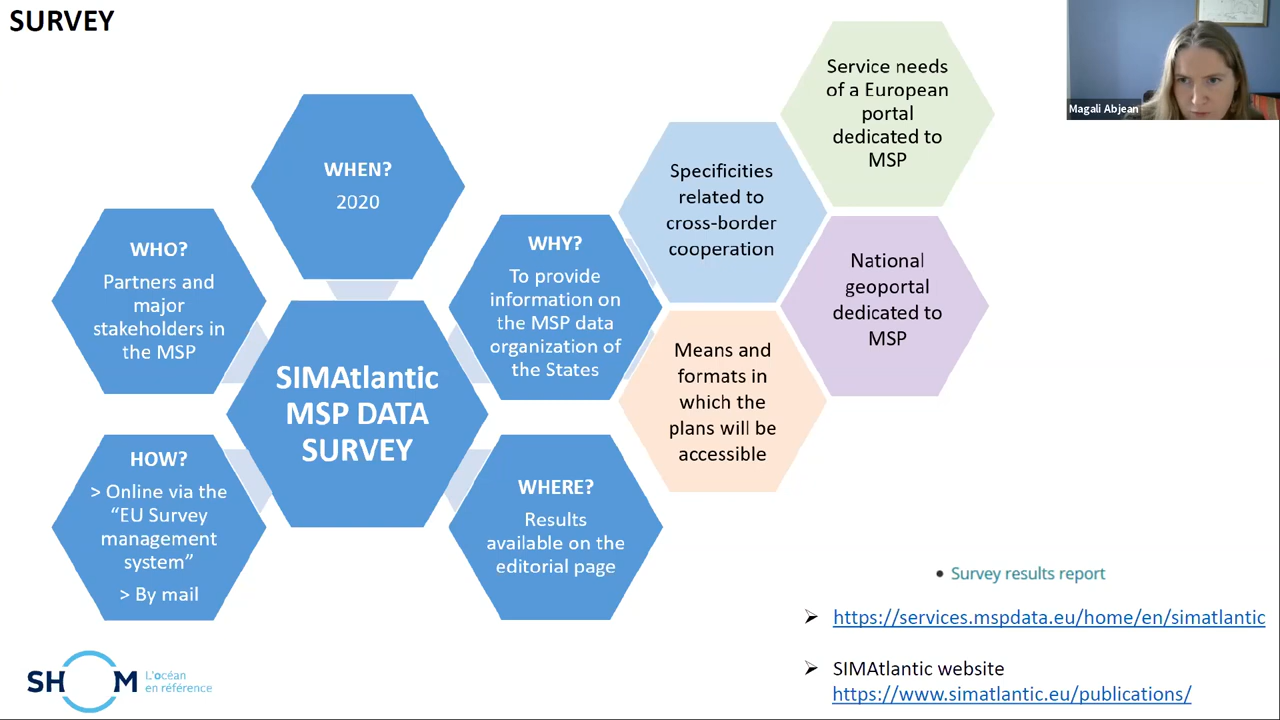 SURVEY
Magali Abjean
WHEN?
2020
WHO?
Partners and
major
stakeholders in
the MSP
WHY?
To provide
information on
the MSP data
organization of
the States
SIMAtlantic
MSP DATA
SURVEY
HOW?
> Online via the
“EU Survey
management
system”
> By mail
WHERE?
Results
available on the
editorial page
Specificities
related to
cross-border
cooperation
Service needs
of a European
portal
dedicated to
MSP
National
geoportal
dedicated to
MSP
Means and
formats in
which the
plans will be
accessible
• Survey results report
➢ https://services.mspdata.eu/home/en/simatlantic
➢ SIMAtlantic website
https://www.simatlantic.eu/publications/
SHOM
L'océan
en référence